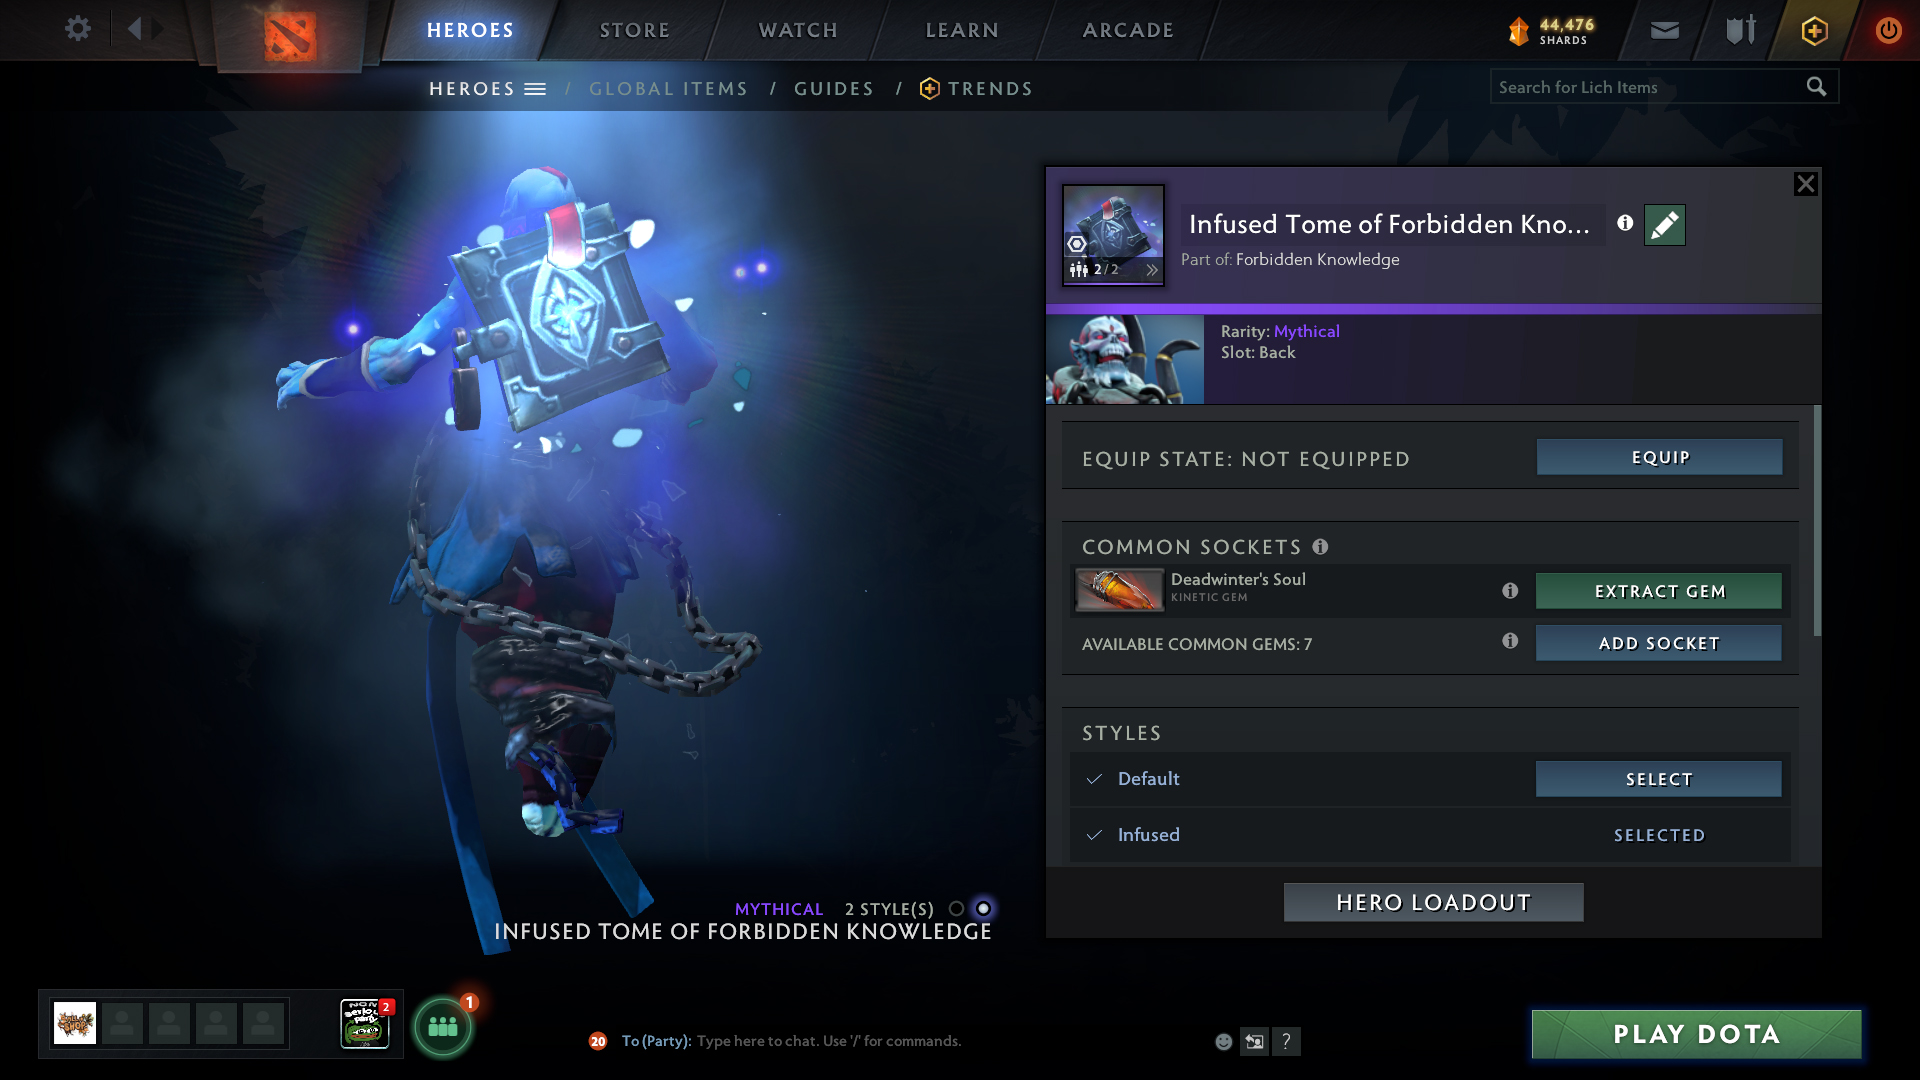 HEROES
STORE
WATCH
LEARN
ARCADE
44,476
SHARDS
HEROES / GLOBAL ITEMS / GUIDES / TRENDS
Search for Lich Items
Infused Tome of Forbidden Kno...
Part of: Forbidden Knowledge
2/2
Rarity: Mythical
Slot: Back
EQUIP STATE: NOT EQUIPPED
EQUIP
COMMON SOCKETS
Deadwinter's Soul
KINETIC GEM
EXTRACT GEM
AVAILABLE COMMON GEMS: 7
ADD SOCKET
STYLES
Default
SELECT
Infused
SELECTED
HERO LOADOUT
MYTHICAL 2 STYLE(S)
INFUSED TOME OF FORBIDDEN KNOWLEDGE
2
1
20
To (Party): Type here to chat. Use '/' for commands.
?
PLAY DOTA